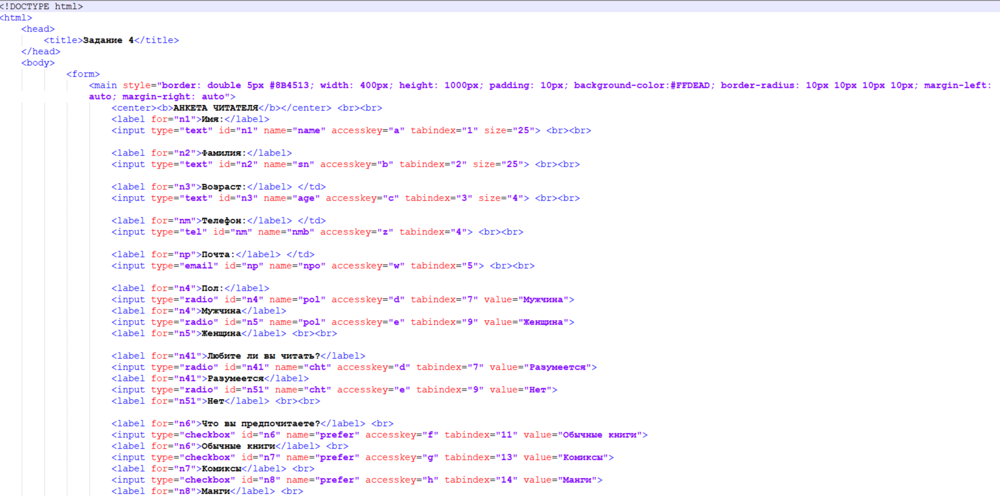 <!DOCTYPE html>
<html>
<head>
<title>Задание 4</title>
</head>
<body>
<form>
<main style="border: double 5px #8B4513; width: 400px; height: 1000px; padding: 10px; background-color:#FFDEAD; border-radius: 10px 10px 10px 10px; margin-left:
auto; margin-right: auto">
<center><b>АНКЕТА ЧИТАТЕЛЯ</b></center> <br><br>
<label for="n1">Имя:</label>
<input type="text" id="n1" name="name" accesskey="a" tabindex="1" size="25"> <br><br>
<label for="n2">Фамилия:</label>
<input type="text" id="n2" name="sn" accesskey="b" tabindex="2" size="25"> <br><br>
<label for="n3">Возраст:</label> </td>
<input type="text" id="n3" name="age" accesskey="c" tabindex="3" size="4"> <br><br>
<label for="nm">Телефон:</label> </td>
<input type="tel" id="nm" name="nmb" accesskey="z" tabindex="4"> <br><br>
<label for="np">Почта:</label> </td>
<input type="email" id="np" name="npo" accesskey="w" tabindex="5"> <br><br>
<label for="n4">Пол:</label>
<input type="radio" id="n4" name="pol" accesskey="d" tabindex="7" value="Мужчина">
<label for="n4">Мужчина</label>
<input type="radio" id="n5" name="pol" accesskey="e" tabindex="9" value="Женщина">
<label for="n5">Женщина</label> <br><br>
<label for="n41">Любите ли вы читать?</label>
<input type="radio" id="n41" name="cht" accesskey="d" tabindex="7" value="Разумеется">
<label for="n41">Разумеется</label>
<input type="radio" id="n51" name="cht" accesskey="e" tabindex="9" value="Нет">
<label for="n51">Нет</label> <br><br>
<label for="n6">Что вы предпочитаете?</label> <br>
<input type="checkbox" id="n6" name="prefer" accesskey="f" tabindex="11" value="Обычные книги">
<label for="n6">Обычные книги</label> <br>
<input type="checkbox" id="n7" name="prefer" accesskey="g" tabindex="13" value="Комиксы">
<label for="n7">Комиксы</label> <br>
<input type="checkbox" id="n8" name="prefer" accesskey="h" tabindex="14" value="Манги">
<label for="n8">Манги</label> <br>